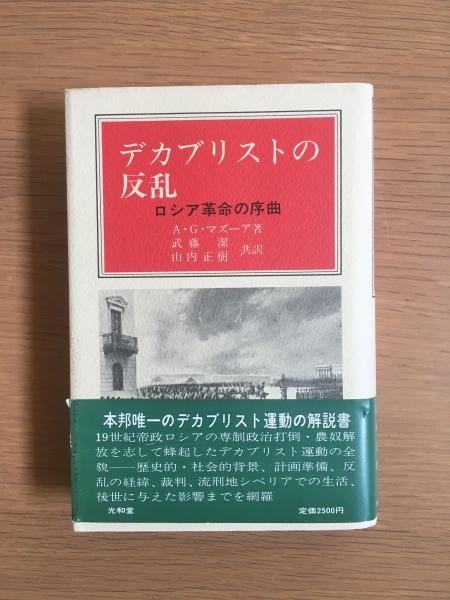 デカブリストの
反乱
ロシア革命の序曲
A・G・マズーア著
武藤 潔
山内正樹 共訳
本邦唯一のデカブリスト運動の解説書
19世紀帝政ロシアの専制政治打倒・農奴解
放を志して蜂起したデカブリスト運動の全
貌――歴史的・社会的背景、計画準備、反
乱の経緯、裁判、流刑地シベリアでの生活、
後世に与えた影響までを網羅
光和堂 定価2500円